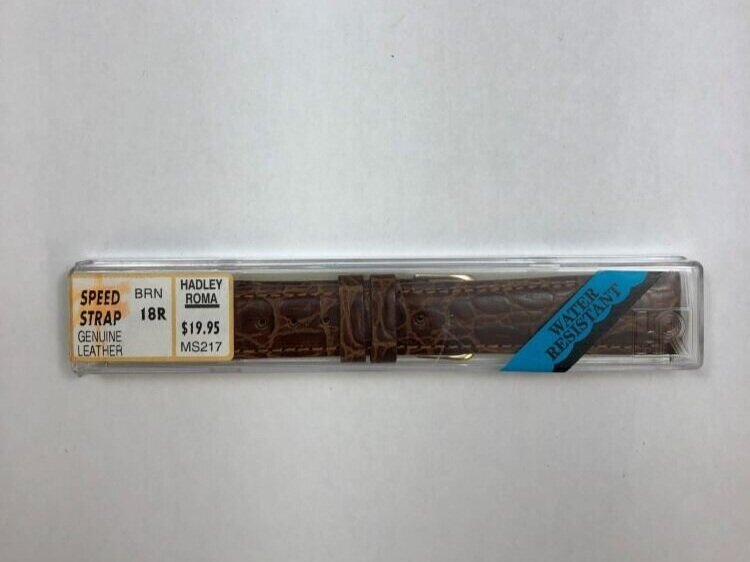 SPEED
STRAP
GENUINE
LEATHER
BRN
18R
HADLEY
ROMA
$19.95
MS217
WATER
RESISTANT